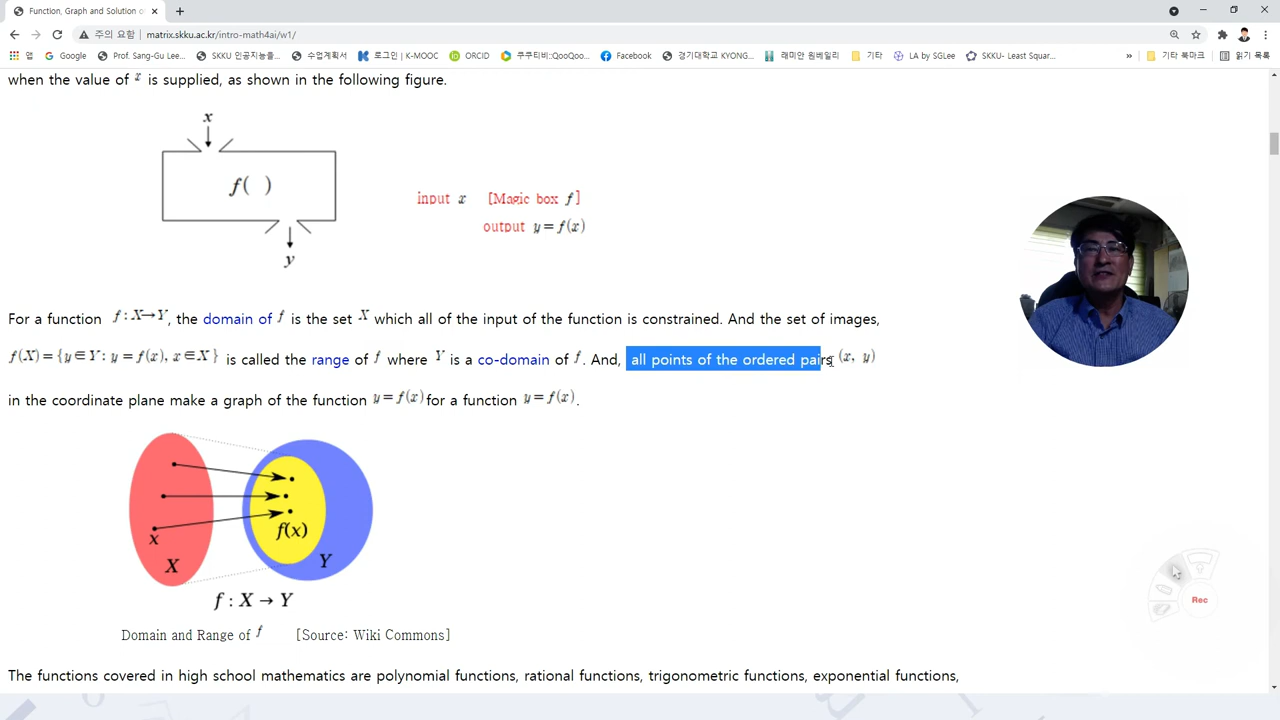 Function, Graph and Solution o
주의 요함
matrix.skku.ac.kr/intro-math4ai/w1/
앱
Google
Prof. Sang-Gu Lee...
SKKU 인공지능을...
수업계획서
로그인 | K-MOOC
ORCID
쿠쿠티비::QooQoo...
Facebook
경기대학교 KYONG...
래미안 원베일리
기타
LA by SGLee
SKKU- Least Squar...
»
기타 북마크
읽기 목록
when the value of x is supplied, as shown in the following figure.
x
f( )
y
input x [Magic box f]
output y=f(x)
For a function f:X→Y, the domain of f is the set X which all of the input of the function is constrained. And the set of images,
f(X)={y∈Y: y=f(x), x∈X} is called the range of f where Y is a co-domain of f. And, all points of the ordered pairs (x, y)
in the coordinate plane make a graph of the function y=f(x) for a function y=f(x).
x
X
f(x)
Y
f : X → Y
Domain and Range of f [Source: Wiki Commons]
Rec
The functions covered in high school mathematics are polynomial functions, rational functions, trigonometric functions, exponential functions,